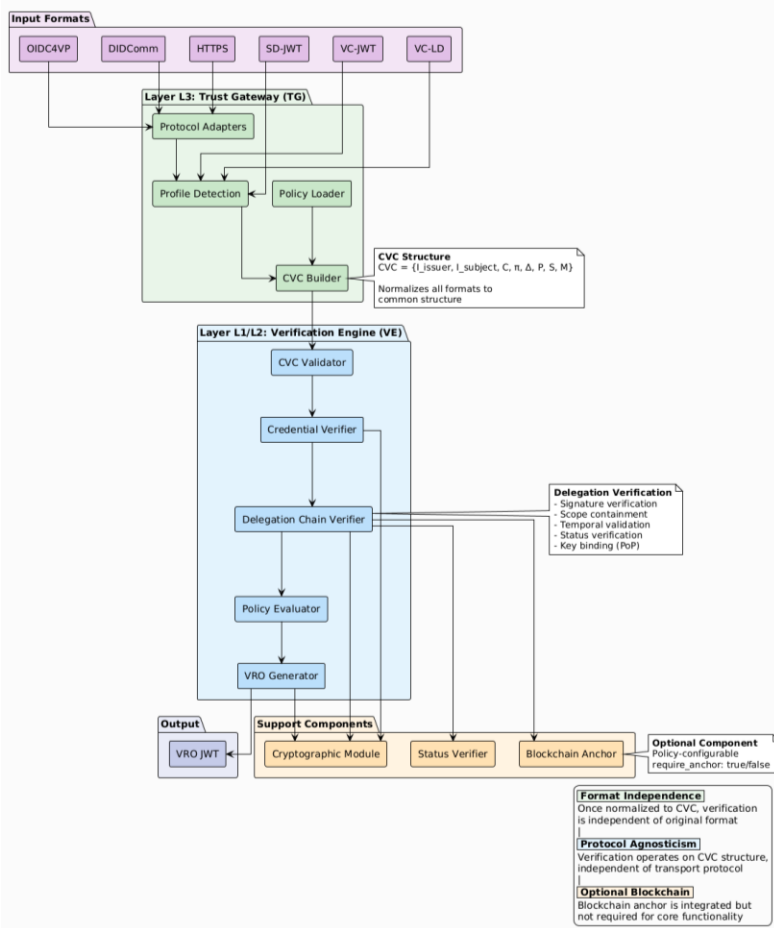 Input Formats
OIDC4VP
DIDComm
HTTPS
SD-JWT
VC-JWT
VC-LD
Layer L3: Trust Gateway (TG)
Protocol Adapters
Profile Detection
Policy Loader
CVC Builder
CVC Structure
CVC = {I_issuer, I_subject, C, π, Δ, P, S, M}
Normalizes all formats to
common structure
Layer L1/L2: Verification Engine (VE)
CVC Validator
Credential Verifier
Delegation Chain Verifier
Delegation Verification
- Signature verification
- Scope containment
- Temporal validation
- Status verification
- Key binding (PoP)
Policy Evaluator
VRO Generator
Output
VRO JWT
Support Components
Cryptographic Module
Status Verifier
Blockchain Anchor
Optional Component
Policy-configurable
require_anchor: true/false
Format Independence
Once normalized to CVC, verification
is independent of original format
|
Protocol Agnosticism
Verification operates on CVC structure,
independent of transport protocol
|
Optional Blockchain
Blockchain anchor is integrated but
not required for core functionality